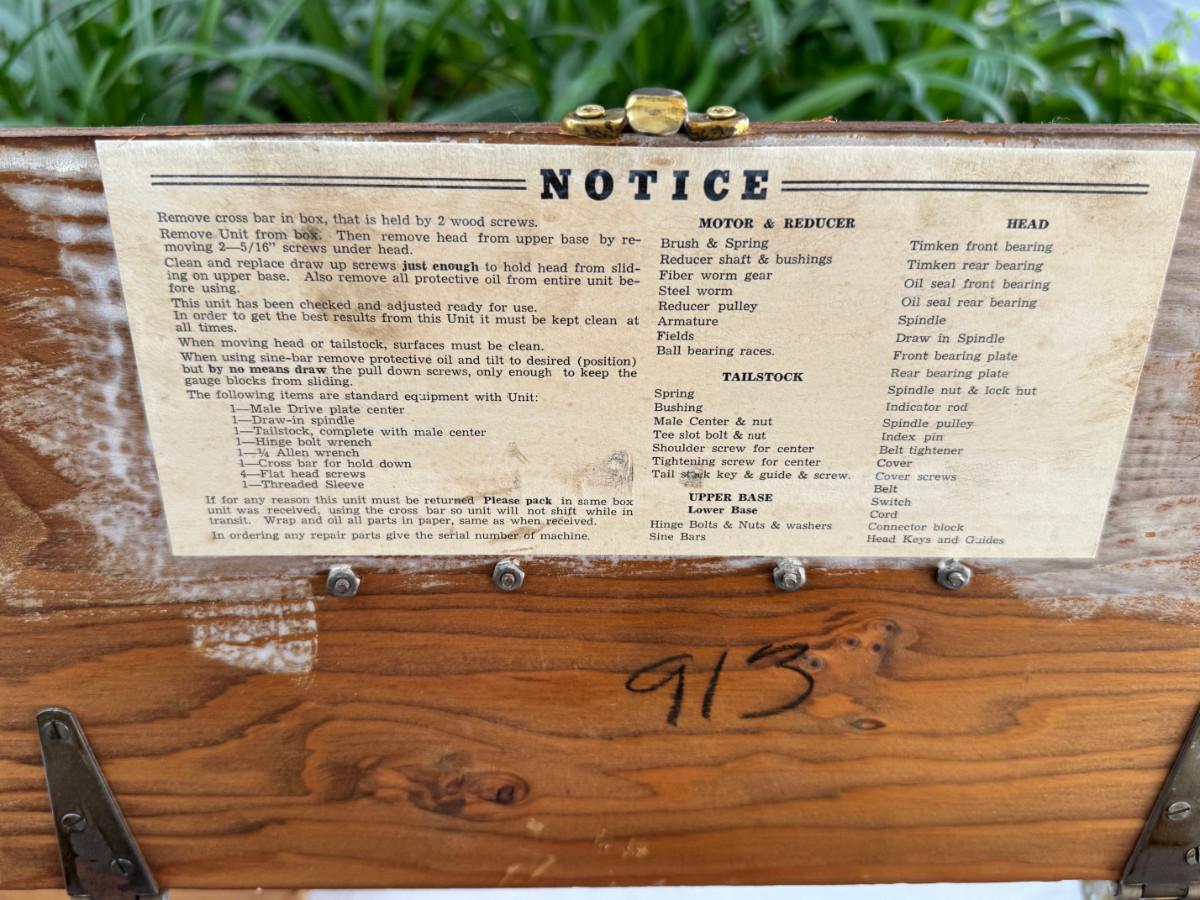 NOTICE
Remove cross bar in box, that is held by 2 wood screws.
Remove Unit from box. Then remove head from upper base by re-
moving 2—5/16" screws under head.
Clean and replace draw up screws just enough to hold head from slid-
ing on upper base. Also remove all protective oil from entire unit be-
fore using.
This unit has been checked and adjusted ready for use.
In order to get the best results from this Unit it must be kept clean at
all times.
When moving head or tailstock, surfaces must be clean.
When using sine-bar remove protective oil and tilt to desired (position)
but by no means draw the pull down screws, only enough to keep the
gauge blocks from sliding.
The following items are standard equipment with Unit:
1—Male Drive plate center
1—Draw-in spindle
1—Tailstock, complete with male center
1—Hinge bolt wrench
1—¼ Allen wrench
1—Cross bar for hold down
4—Flat head screws
1—Threaded Sleeve
If for any reason this unit must be returned Please pack in same box
unit was received, using the cross bar so unit will not shift while in
transit. Wrap and oil all parts in paper, same as when received.
In ordering any repair parts give the serial number of machine.
MOTOR & REDUCER
Brush & Spring
Reducer shaft & bushings
Fiber worm gear
Steel worm
Reducer pulley
Armature
Fields
Ball bearing races.
TAILSTOCK
Spring
Bushing
Male Center & nut
Tee slot bolt & nut
Shoulder screw for center
Tightening screw for center
Tail stock key & guide & screw.
UPPER BASE
Lower Base
Hinge Bolts & Nuts & washers
Sine Bars
HEAD
Timken front bearing
Timken rear bearing
Oil seal front bearing
Oil seal rear bearing
Spindle
Draw in Spindle
Front bearing plate
Rear bearing plate
Spindle nut & lock nut
Indicator rod
Spindle pulley
Index pin
Belt tightener
Cover
Cover screws
Belt
Switch
Cord
Connector block
Head Keys and Guides
913